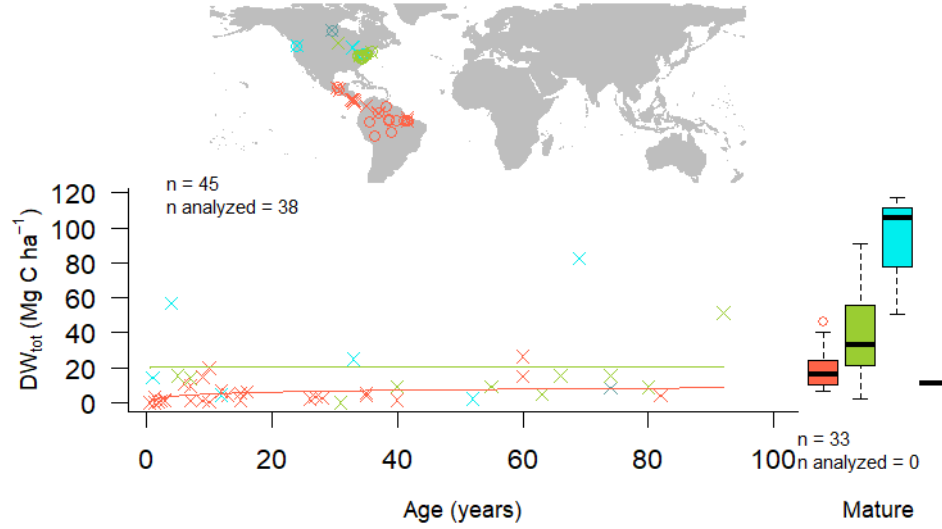 n = 45
n analyzed = 38
DWtot (Mg C ha−1)
120
100
80
60
40
20
0
0 20 40 60 80 100
n = 33
n analyzed = 0
Age (years)
Mature